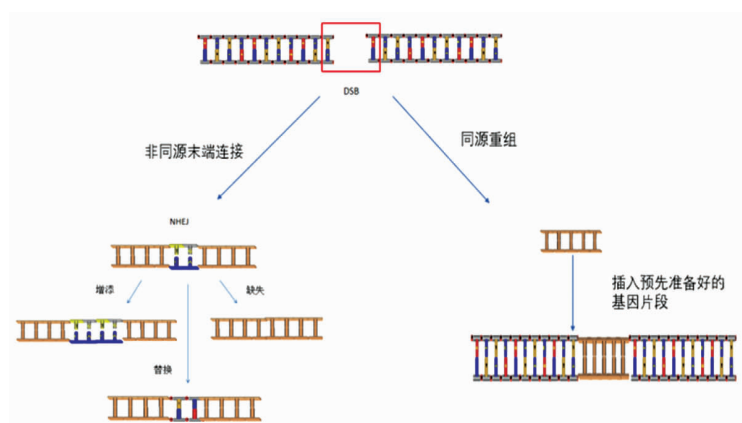 DSB
非同源末端连接
同源重组
NHEJ
增添
缺失
替换
插入预先准备好的
基因片段